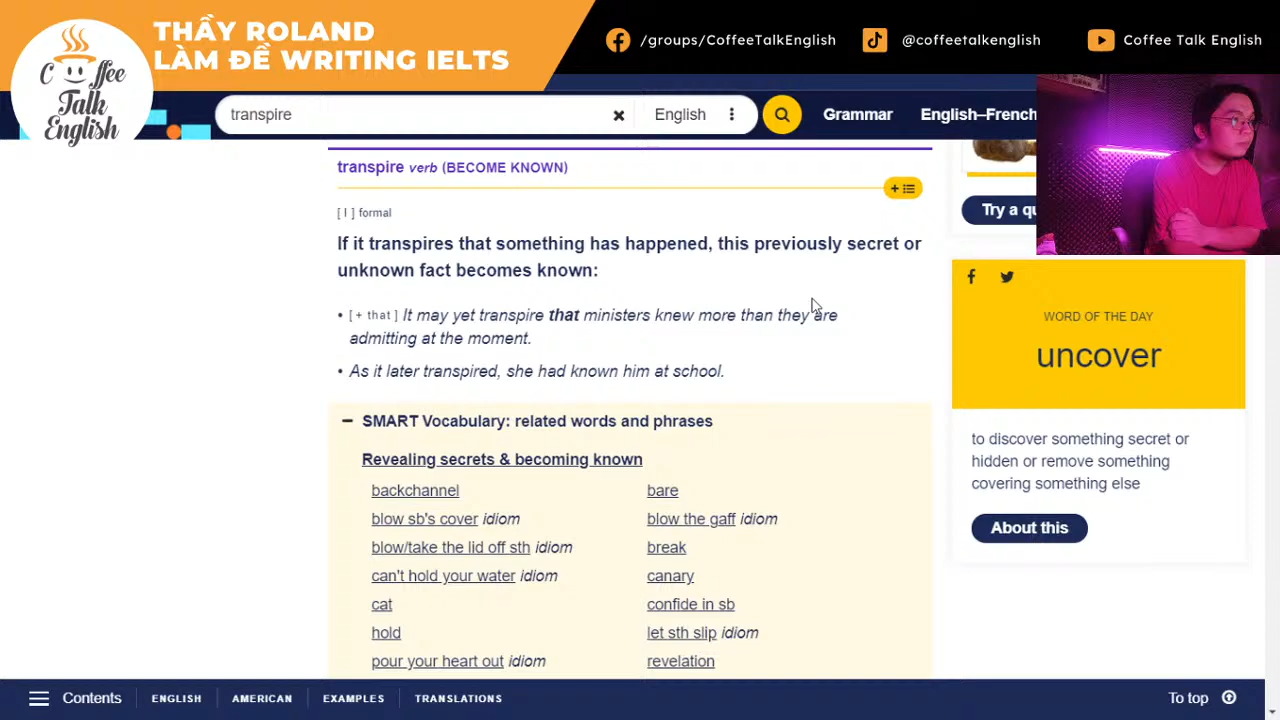 THẦY ROLAND
LÀM ĐỀ WRITING IELTS
/groups/CoffeeTalkEnglish
@coffeetalkenglish
Coffee Talk English
C ffee
Talk
English
transpire
English
Grammar
English–French
transpire verb (BECOME KNOWN)
[ I ] formal
If it transpires that something has happened, this previously secret or
unknown fact becomes known:
• [ + that ] It may yet transpire that ministers knew more than they are
admitting at the moment.
• As it later transpired, she had known him at school.
SMART Vocabulary: related words and phrases
Revealing secrets & becoming known
backchannel
bare
blow sb's cover idiom
blow the gaff idiom
blow/take the lid off sth idiom
break
can't hold your water idiom
canary
cat
confide in sb
hold
let sth slip idiom
pour your heart out idiom
revelation
Try a qu
WORD OF THE DAY
uncover
to discover something secret or
hidden or remove something
covering something else
About this
Contents
ENGLISH
AMERICAN
EXAMPLES
TRANSLATIONS
To top